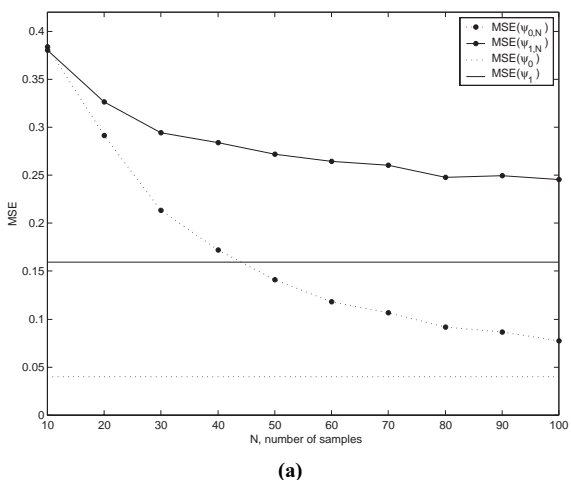 0.4
0.35
0.3
0.25
0.2
0.15
0.1
0.05
0
MSE
10 20 30 40 50 60 70 80 90 100
N, number of samples
MSE(ψ0,N)
MSE(ψ1,N)
MSE(ψ0)
MSE(ψ1)
(a)